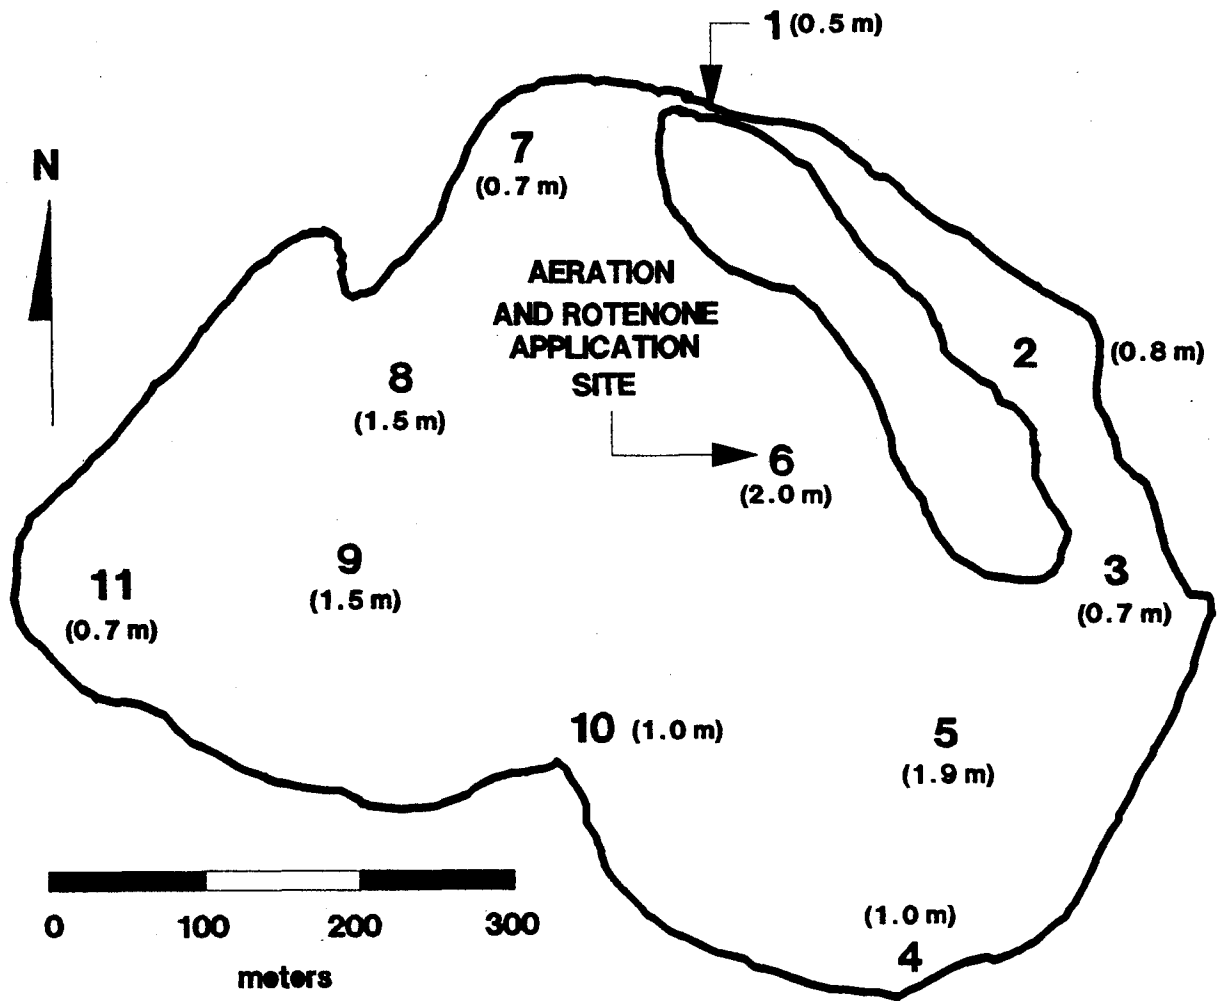 1 (0.5 m)
7
(0.7 m)
N
AERATION
AND ROTENONE
APPLICATION
SITE
2
(0.8 m)
8
(1.5 m)
6
(2.0 m)
9
(1.5 m)
11
(0.7 m)
3
(0.7 m)
10 (1.0 m)
5
(1.9 m)
(1.0 m)
4
0 100 200 300
meters